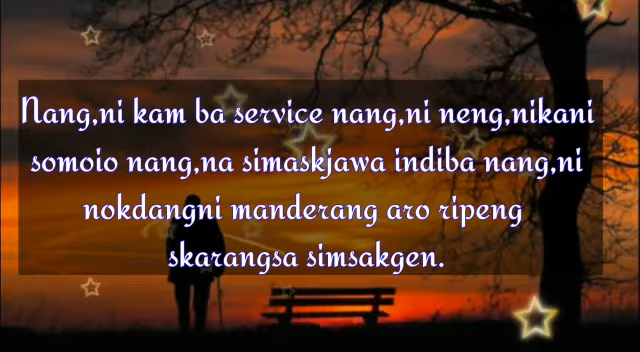 Nang,ni kam ba service nang,ni neng,nikani
somoio nang,na simaskjawa indiba nang,ni
nokdangni manderang aro ripeng
skarangsa simsakgen.